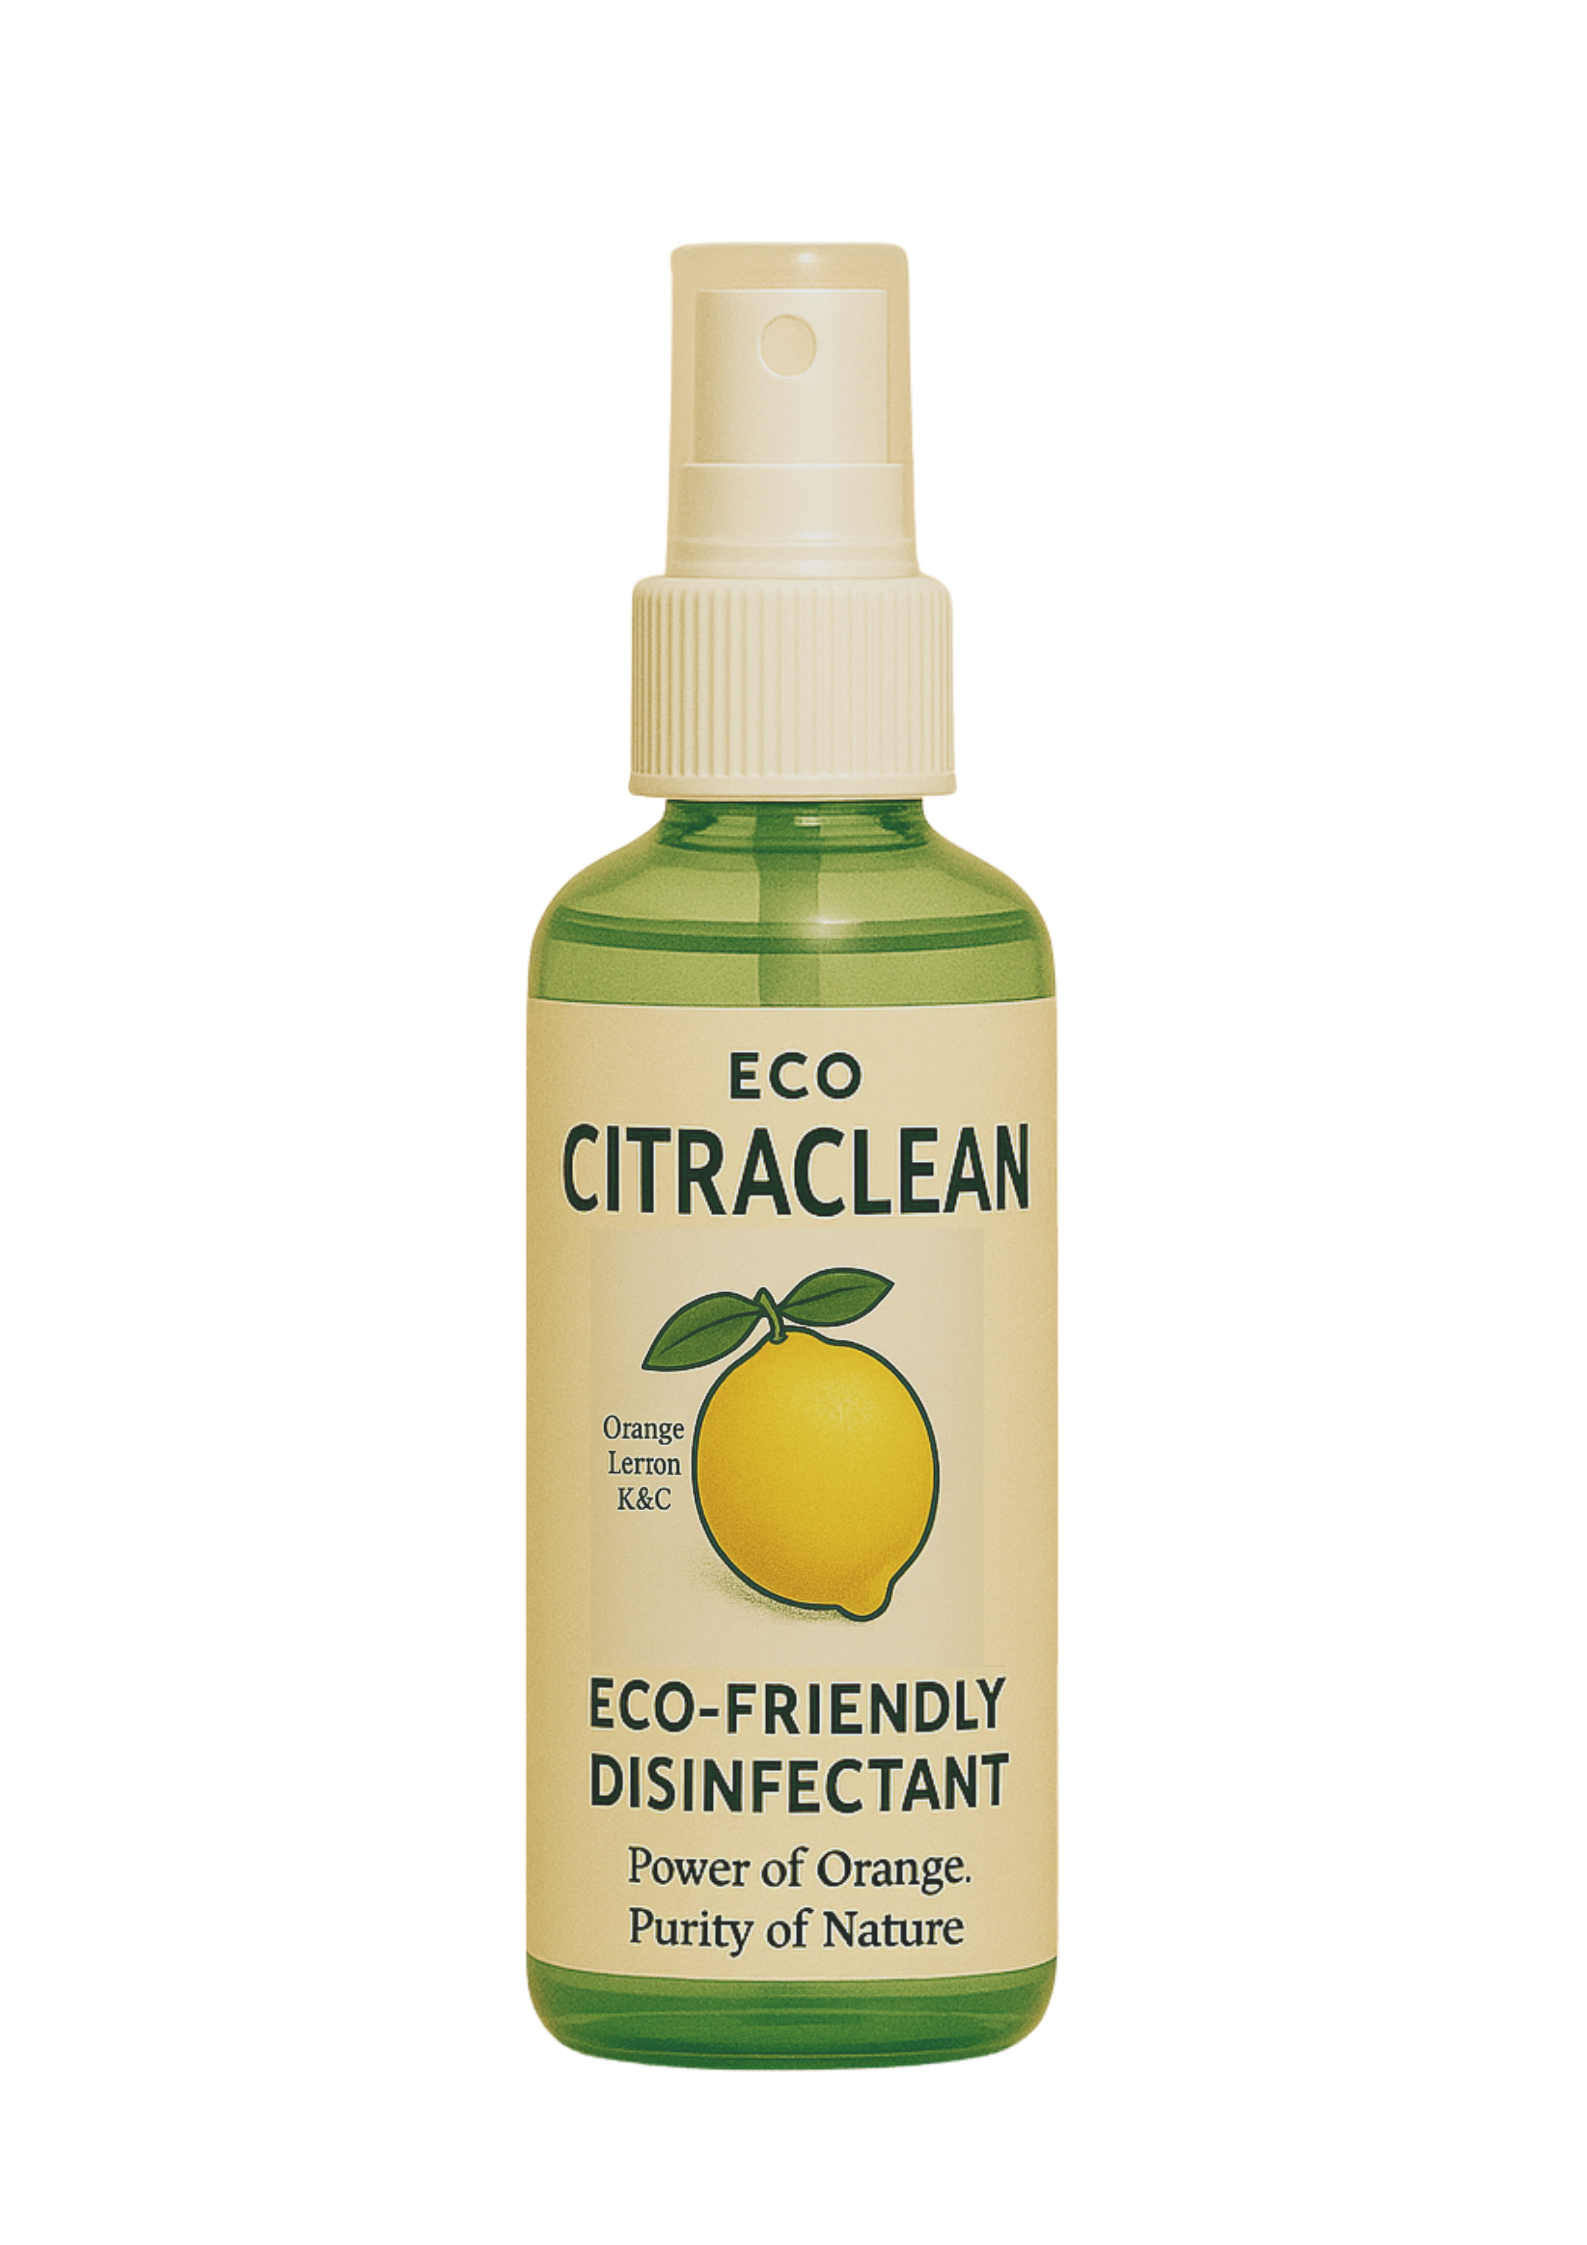 ECO
CITRACLEAN
Orange
Lerron
K&C
ECO-FRIENDLY
DISINFECTANT
Power of Orange.
Purity of Nature